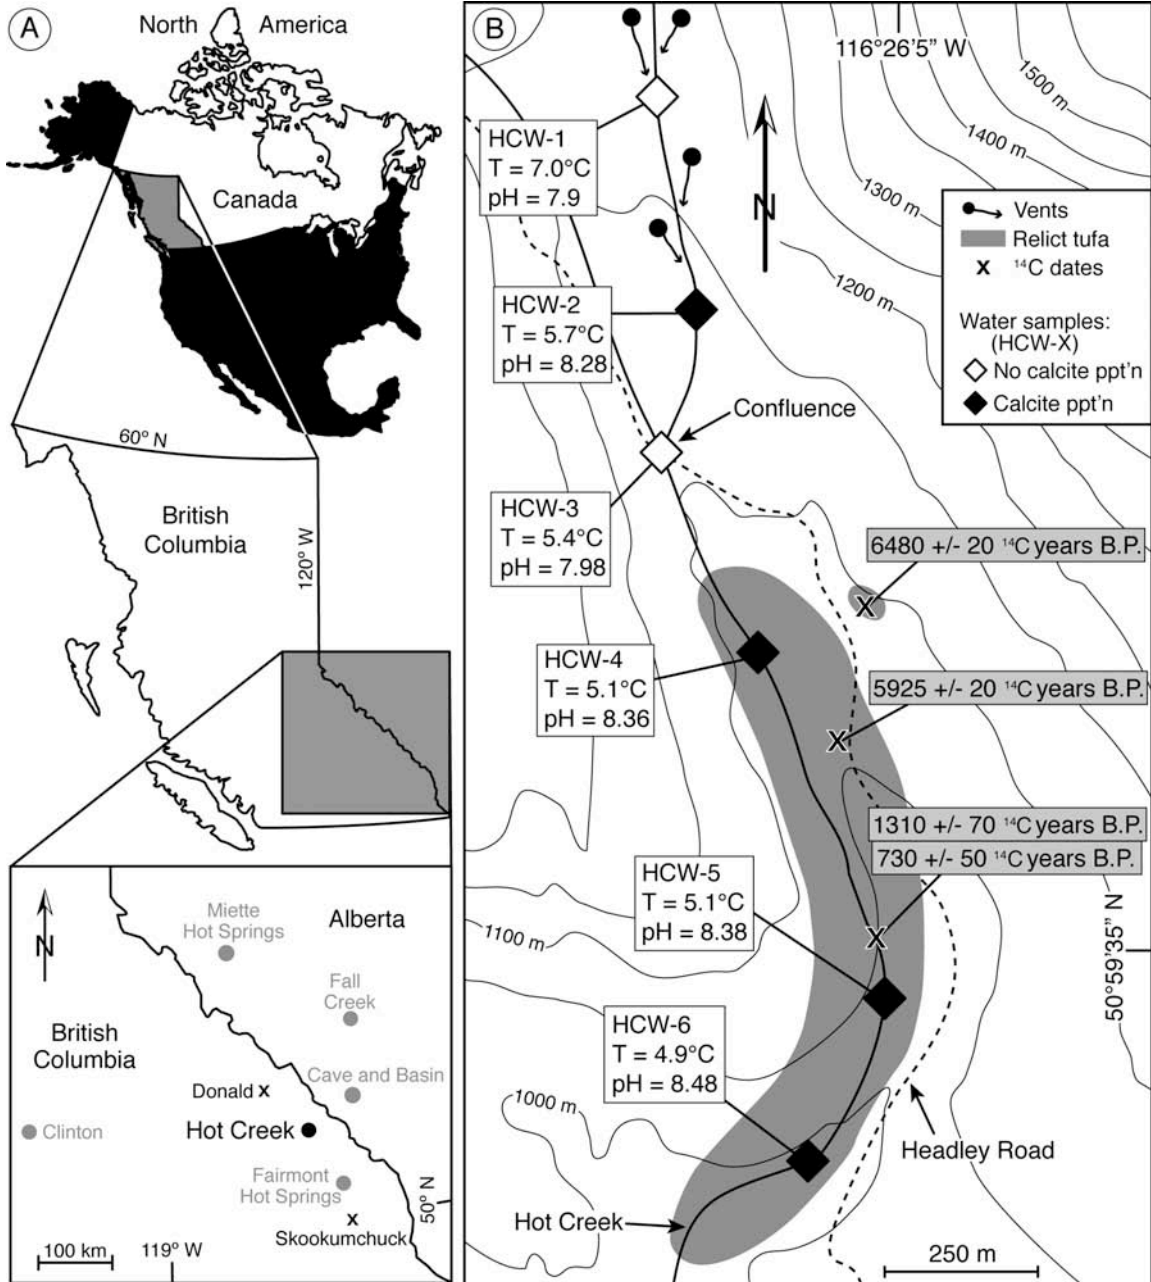 A
North America
Canada
60° N
British
Columbia
120° W
N
Miette
Hot Springs
Alberta
Fall
Creek
British
Columbia
Cave and Basin
Donald x
Clinton
Hot Creek
Fairmont
Hot Springs
50° N
x
Skookumchuck
100 km
119° W
B
116°26'5" W
1500 m
1400 m
1300 m
1200 m
HCW-1
T = 7.0°C
pH = 7.9
N
Vents
Relict tufa
X 14C dates
Water samples:
(HCW-X)
No calcite ppt'n
Calcite ppt'n
HCW-2
T = 5.7°C
pH = 8.28
Confluence
HCW-3
T = 5.4°C
pH = 7.98
6480 +/- 20 14C years B.P.
X
HCW-4
T = 5.1°C
pH = 8.36
5925 +/- 20 14C years B.P.
X
1310 +/- 70 14C years B.P.
730 +/- 50 14C years B.P.
X
HCW-5
T = 5.1°C
pH = 8.38
1100 m
50°59'35" N
HCW-6
T = 4.9°C
pH = 8.48
1000 m
Headley Road
Hot Creek
250 m